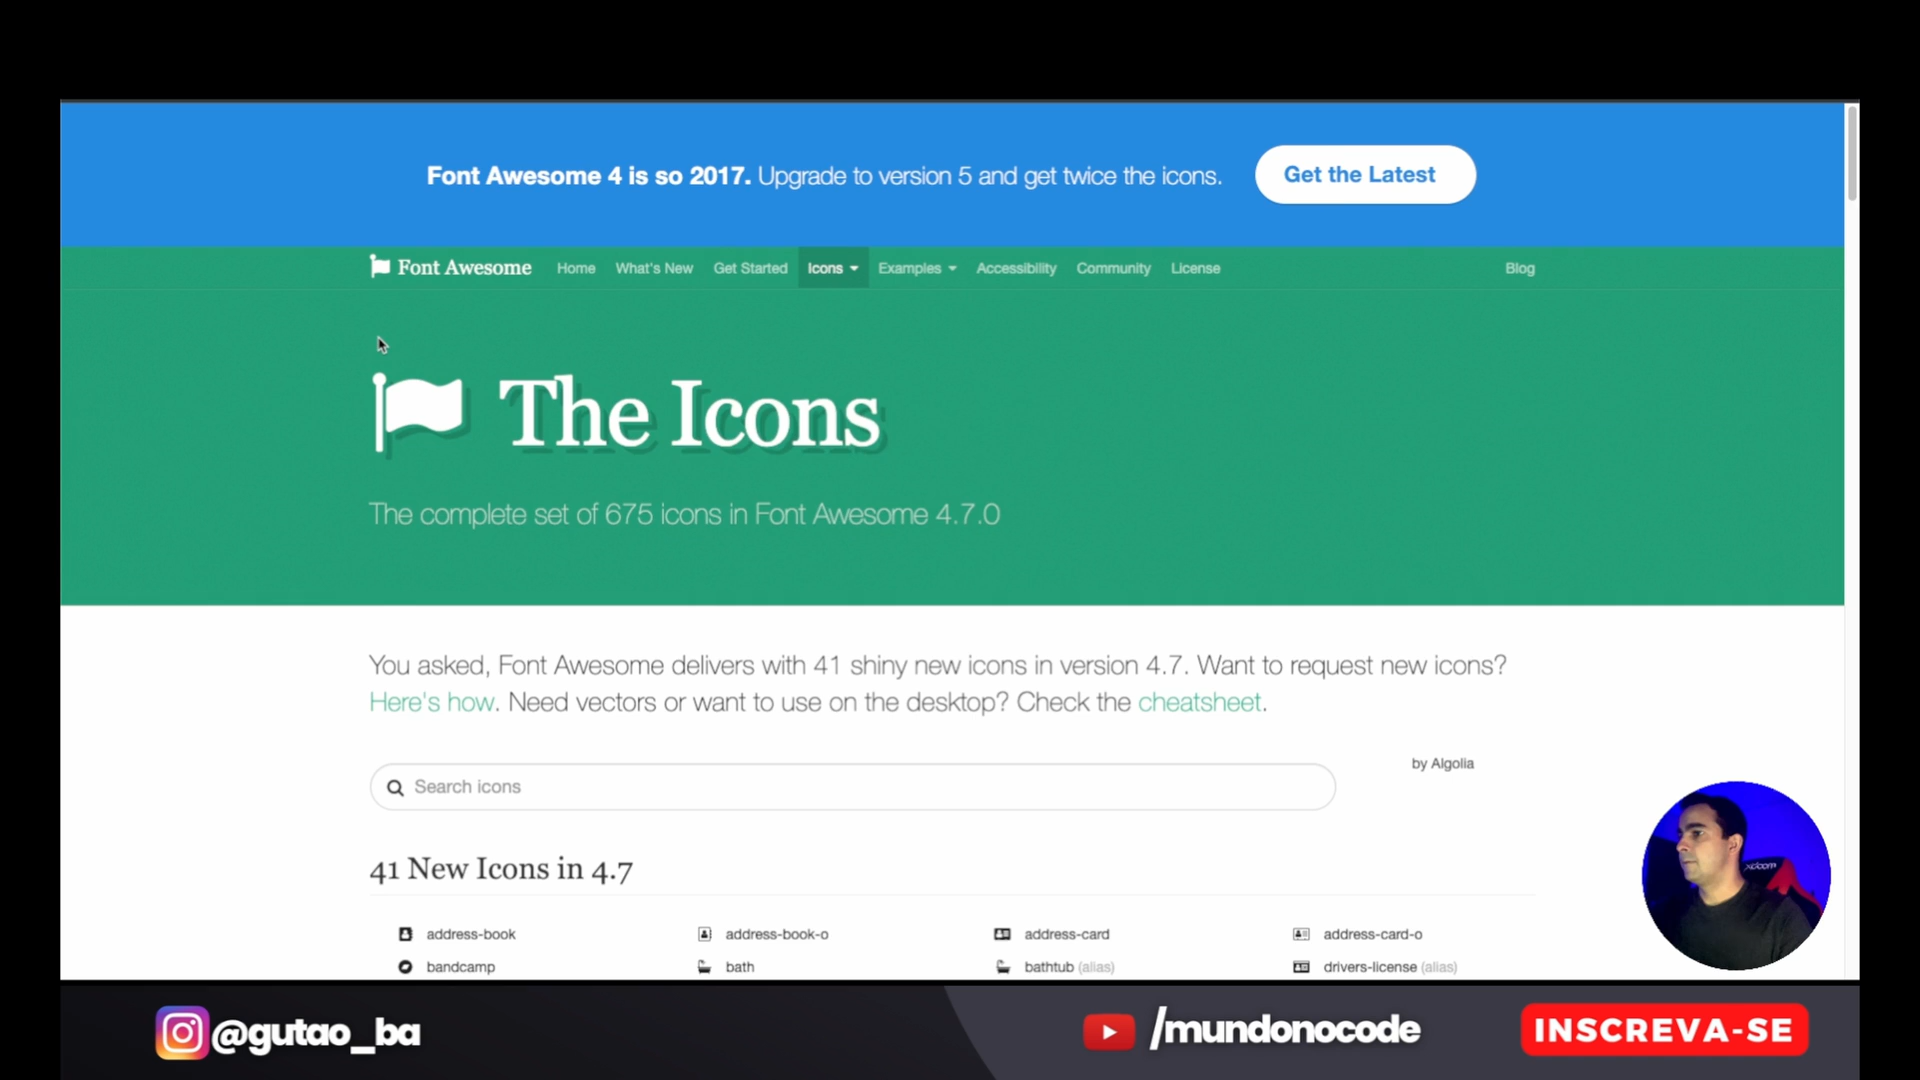 Font Awesome 4 is so 2017. Upgrade to version 5 and get twice the icons.
Get the Latest
Font Awesome Home What's New Get Started Icons Examples Accessibility Community License Blog
The Icons
The complete set of 675 icons in Font Awesome 4.7.0
You asked, Font Awesome delivers with 41 shiny new icons in version 4.7. Want to request new icons?
Here's how. Need vectors or want to use on the desktop? Check the cheatsheet.
by Algolia
Search icons
41 New Icons in 4.7
address-book address-book-o address-card address-card-o
bandcamp bath bathtub (alias) drivers-license (alias)
xdcom
@gutao_ba
/mundonocode
INSCREVA-SE